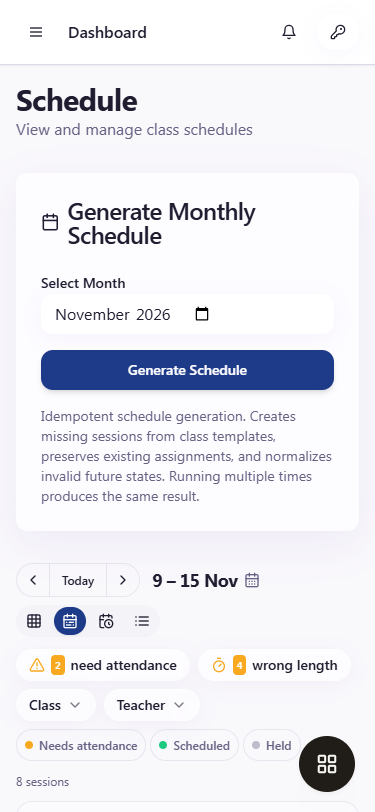 Dashboard
Schedule
View and manage class schedules
Generate Monthly
Schedule
Select Month
November 2026
Generate Schedule
Idempotent schedule generation. Creates
missing sessions from class templates,
preserves existing assignments, and normalizes
invalid future states. Running multiple times
produces the same result.
Today
9 – 15 Nov
2 need attendance
4 wrong length
Class
Teacher
Needs attendance
Scheduled
Held
8 sessions